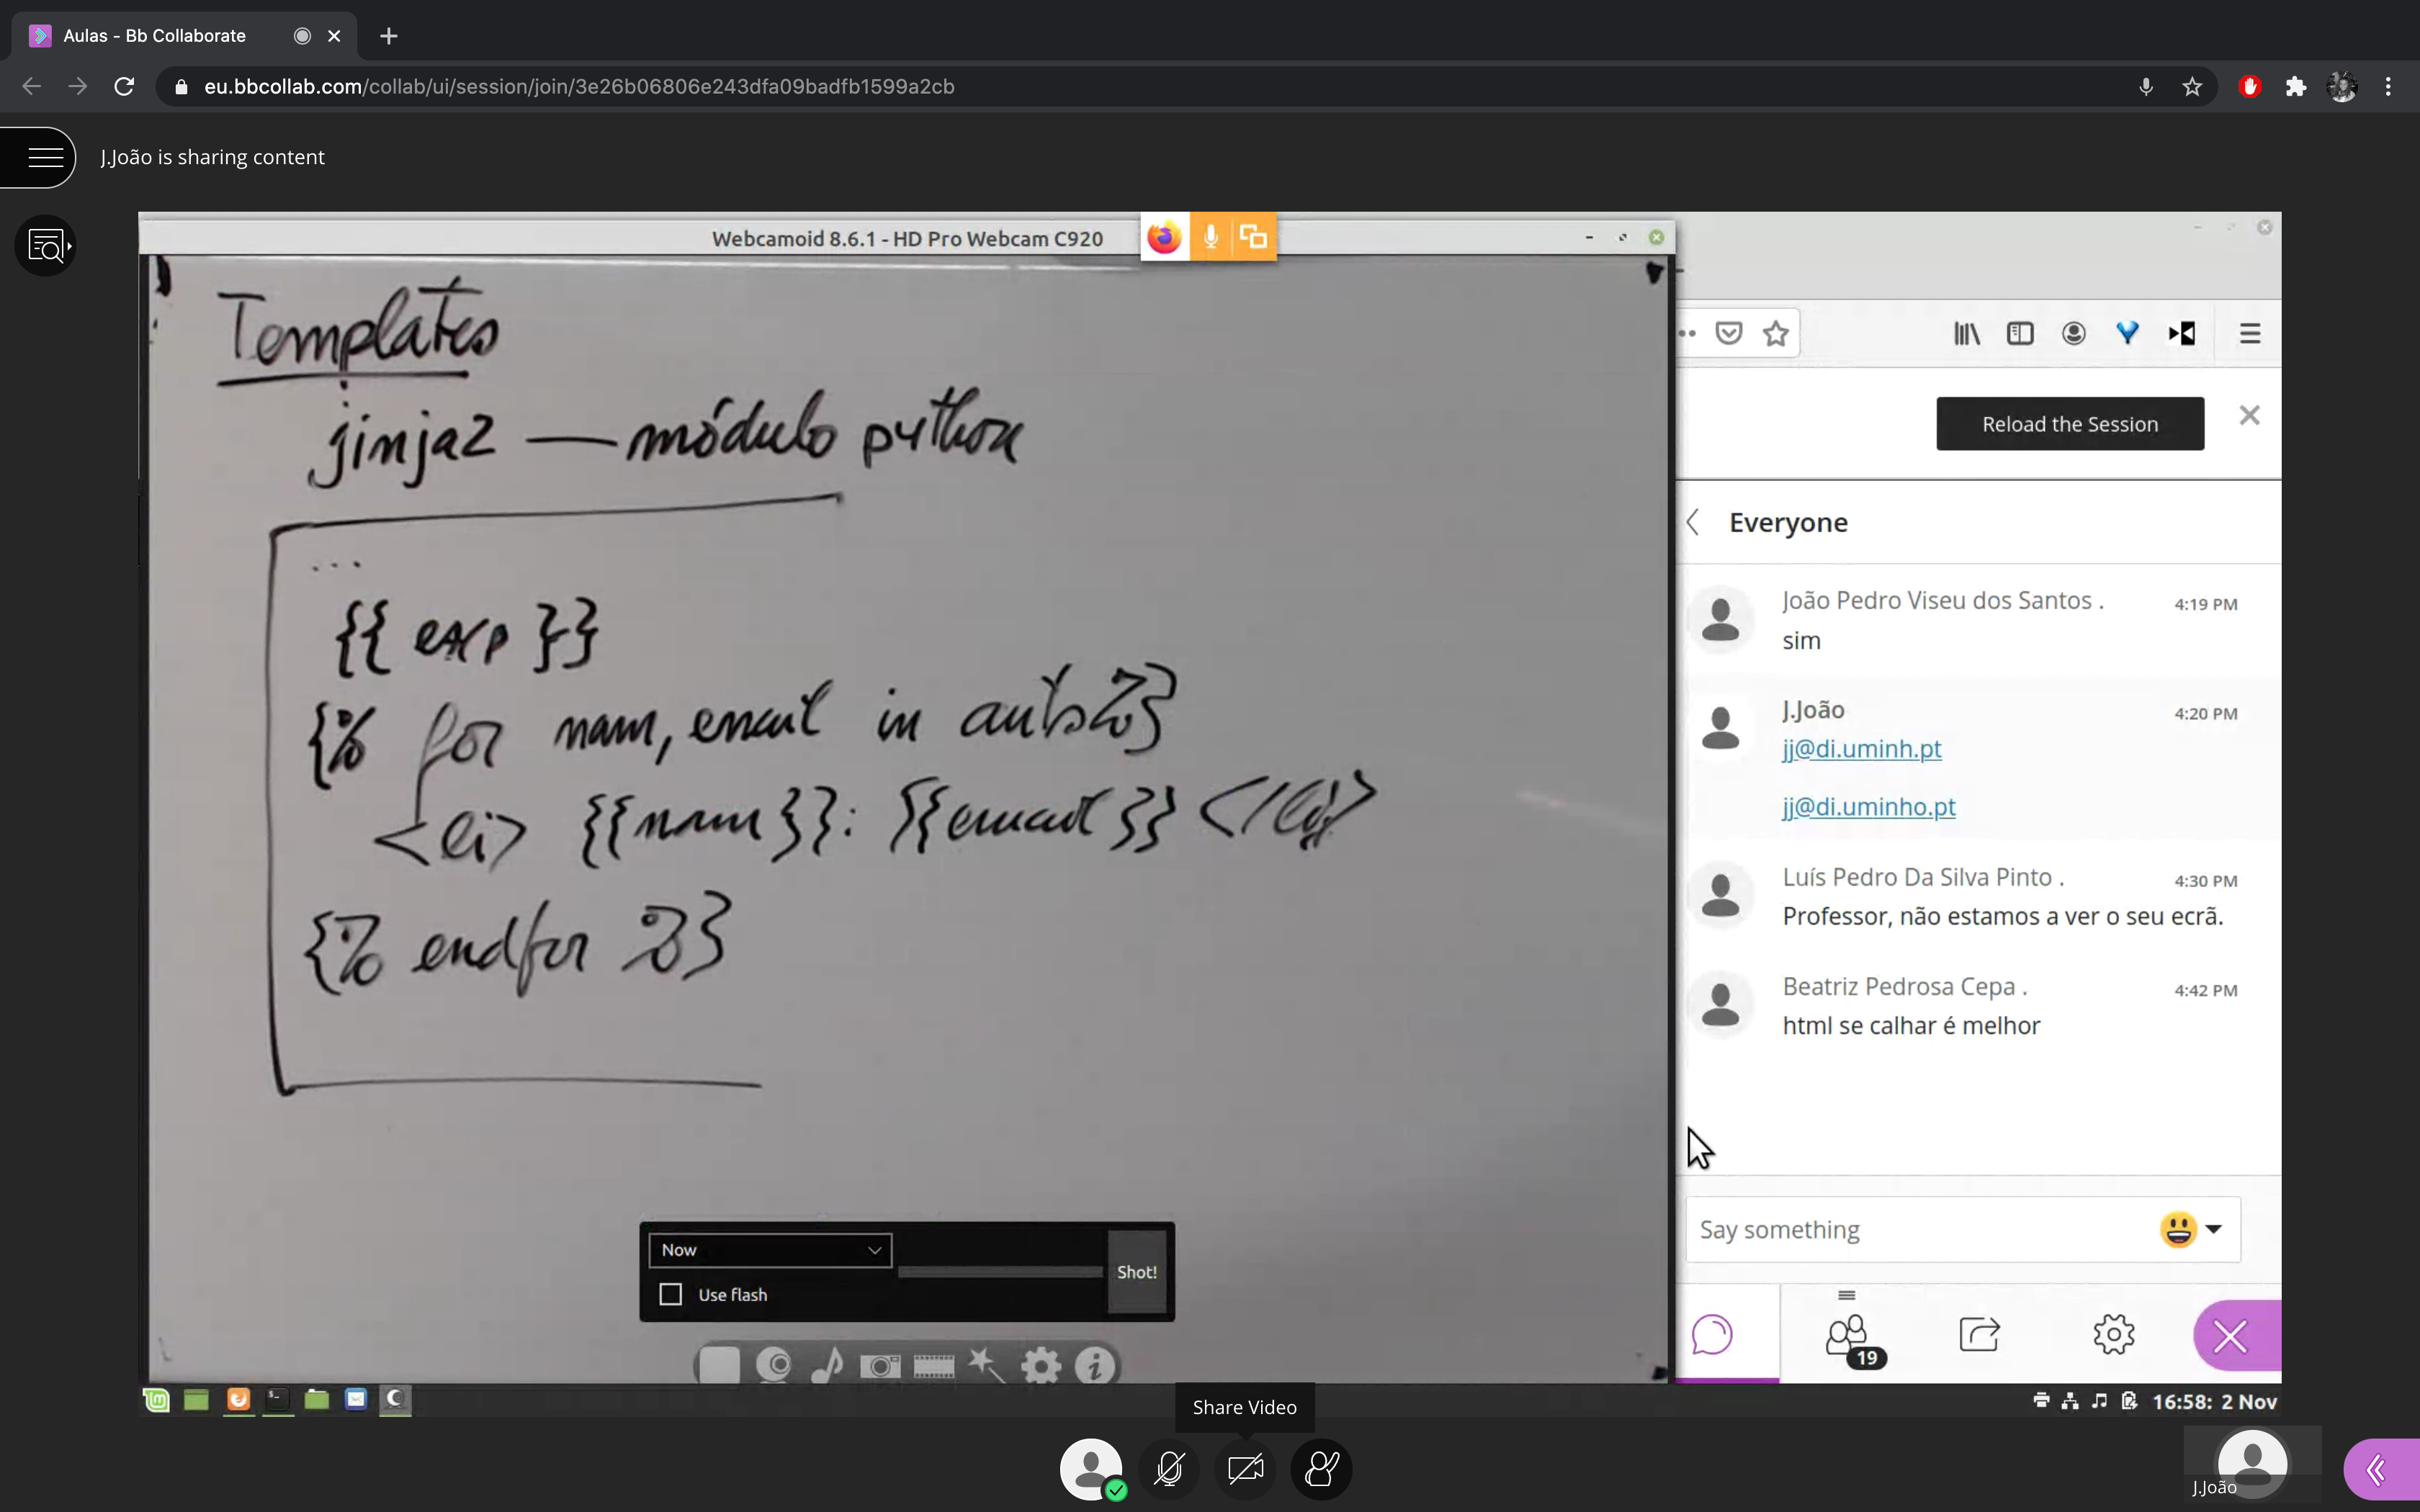 Aulas - Bb Collaborate
eu.bbcollab.com/collab/ui/session/join/3e26b06806e243dfa09badfb1599a2cb
J.João is sharing content
Webcamoid 8.6.1 - HD Pro Webcam C920
Templates
jinja2 — módulo python
...
{{ exp }}
{% for nam, email in auts %}
<li> {{nam}}: {{email}} </li>
{% endfor %}
Now
Use flash
Shot!
Reload the Session
Everyone
João Pedro Viseu dos Santos . 4:19 PM
sim
J.João 4:20 PM
jj@di.uminh.pt
jj@di.uminho.pt
Luís Pedro Da Silva Pinto . 4:30 PM
Professor, não estamos a ver o seu ecrã.
Beatriz Pedrosa Cepa . 4:42 PM
html se calhar é melhor
Say something
19
16:58: 2 Nov
Share Video
J.João